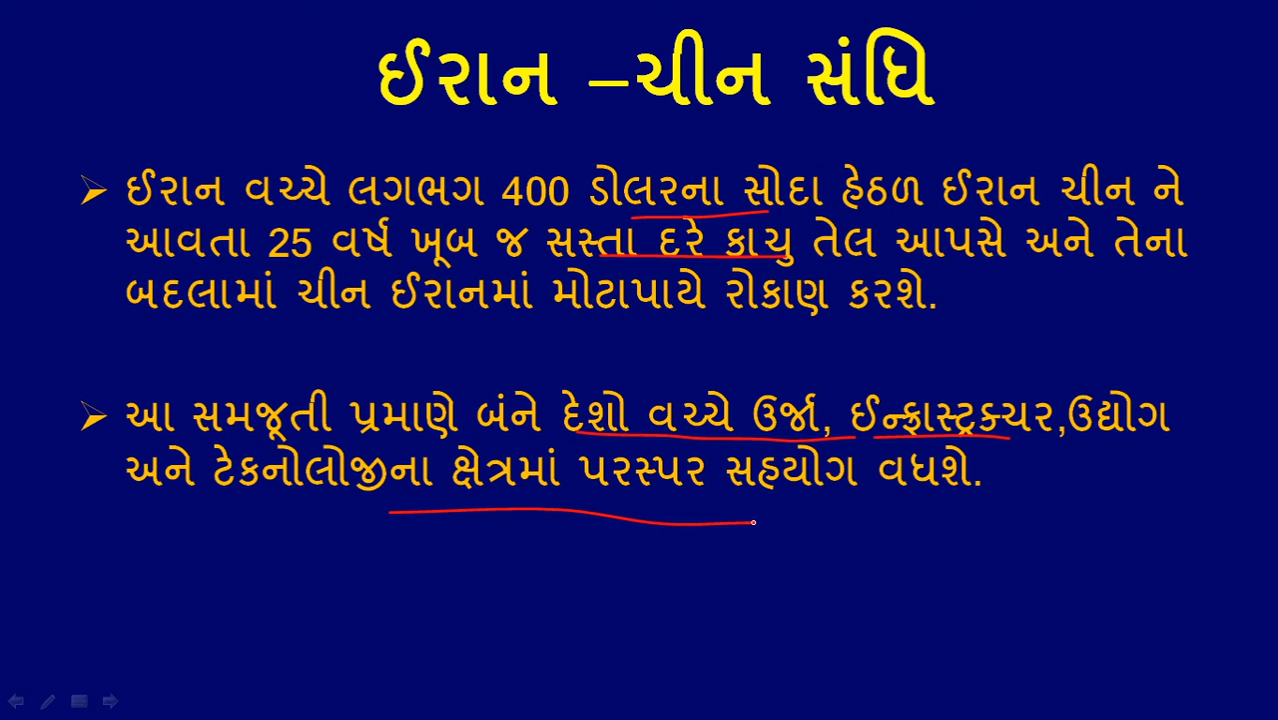 ઈરાન –ચીન સંધિ
ઈરાન વચ્ચે લગભગ 400 ડોલરના સોદા હેઠળ ઈરાન ચીન ને
આવતા 25 વર્ષ ખૂબ જ સસ્તા દરે કાચુ તેલ આપસે અને તેના
બદલામાં ચીન ઈરાનમાં મોટાપાયે રોકાણ કરશે.
આ સમજૂતી પ્રમાણે બંને દેશો વચ્ચે ઉર્જા, ઈન્ફ્રાસ્ટ્રક્ચર,ઉદ્યોગ
અને ટેકનોલોજીના ક્ષેત્રમાં પરસ્પર સહયોગ વધશે.